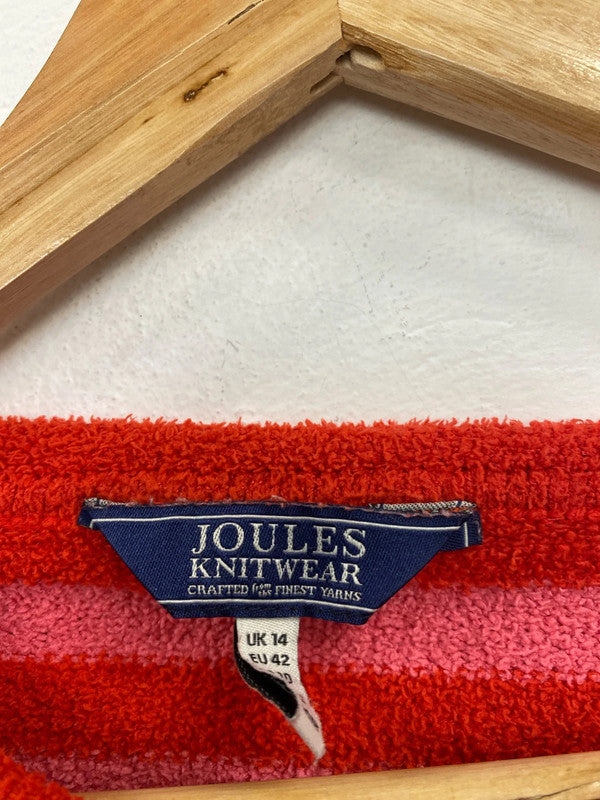 JOULES
KNITWEAR
CRAFTED from the FINEST YARNS
UK 14
EU 42